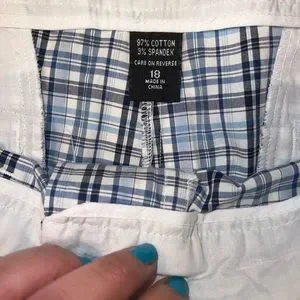 97% COTTON
3% SPANDEX
CARE ON REVERSE
18
MADE IN
CHINA